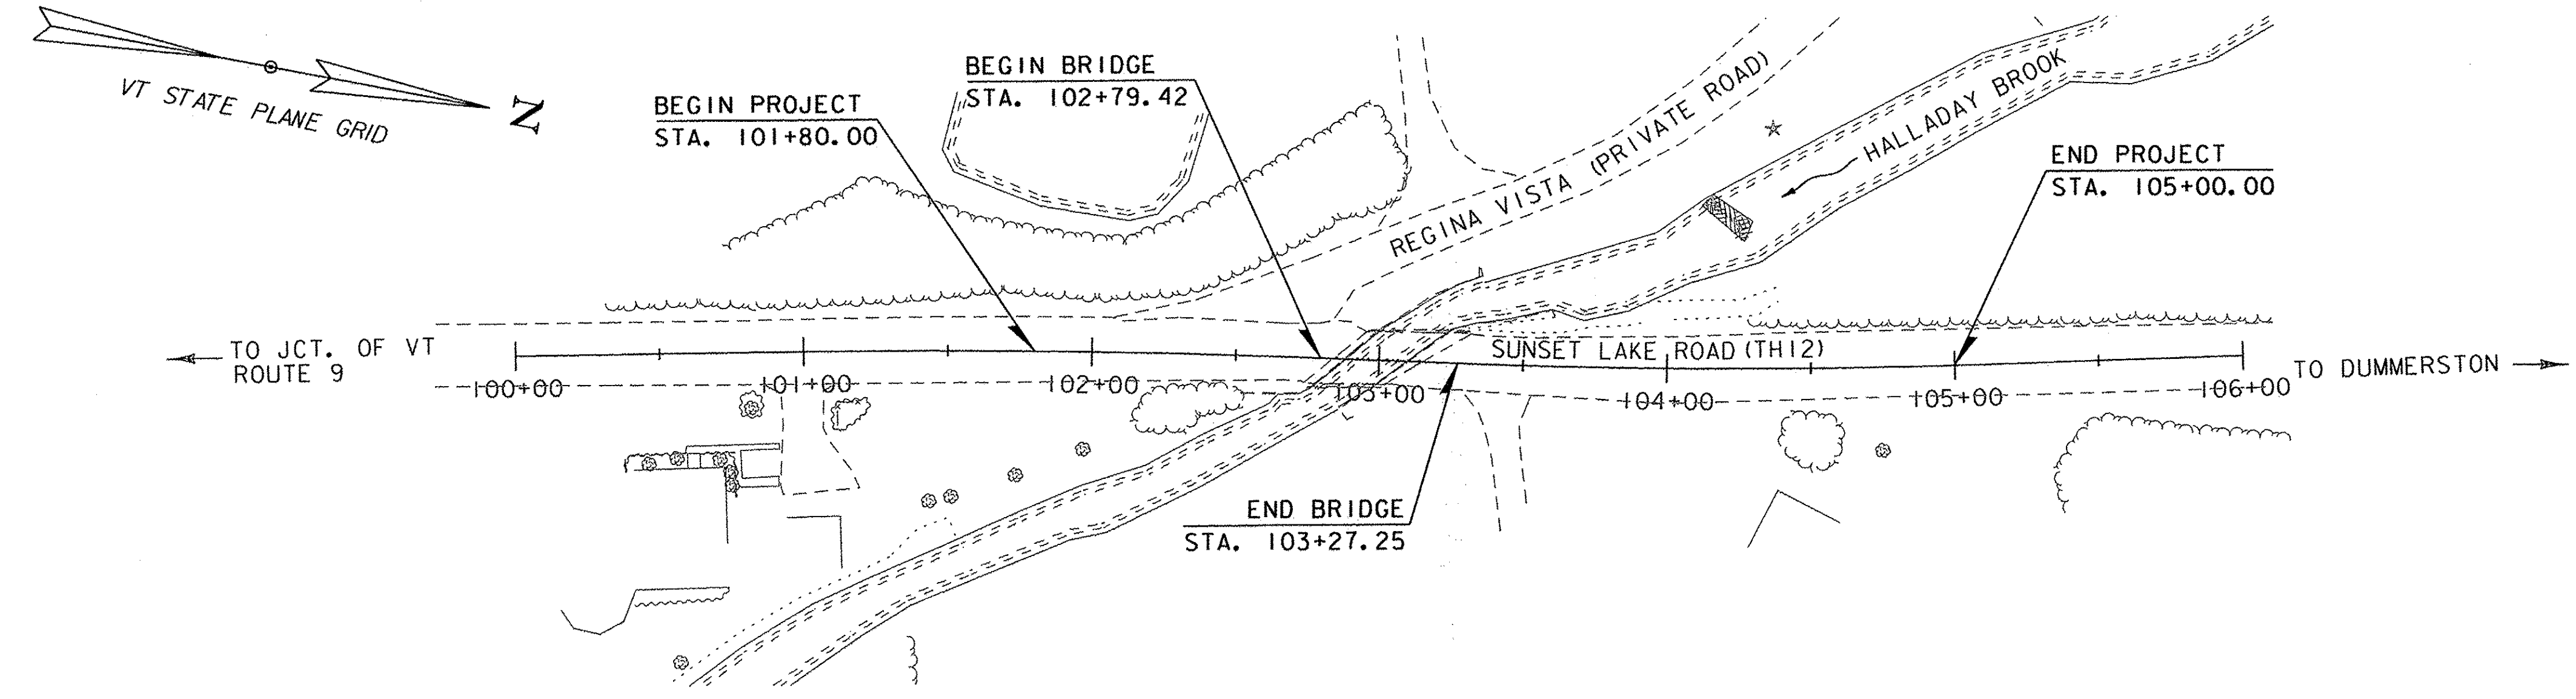 VT STATE PLANE GRID
N
BEGIN PROJECT
STA. 101+80.00
BEGIN BRIDGE
STA. 102+79.42
REGINA VISTA (PRIVATE ROAD)
HALLADAY BROOK
END PROJECT
STA. 105+00.00
TO JCT. OF VT
ROUTE 9
SUNSET LAKE ROAD (TH12)
TO DUMMERSTON
100+00
101+00
102+00
103+00
104+00
105+00
106+00
END BRIDGE
STA. 103+27.25